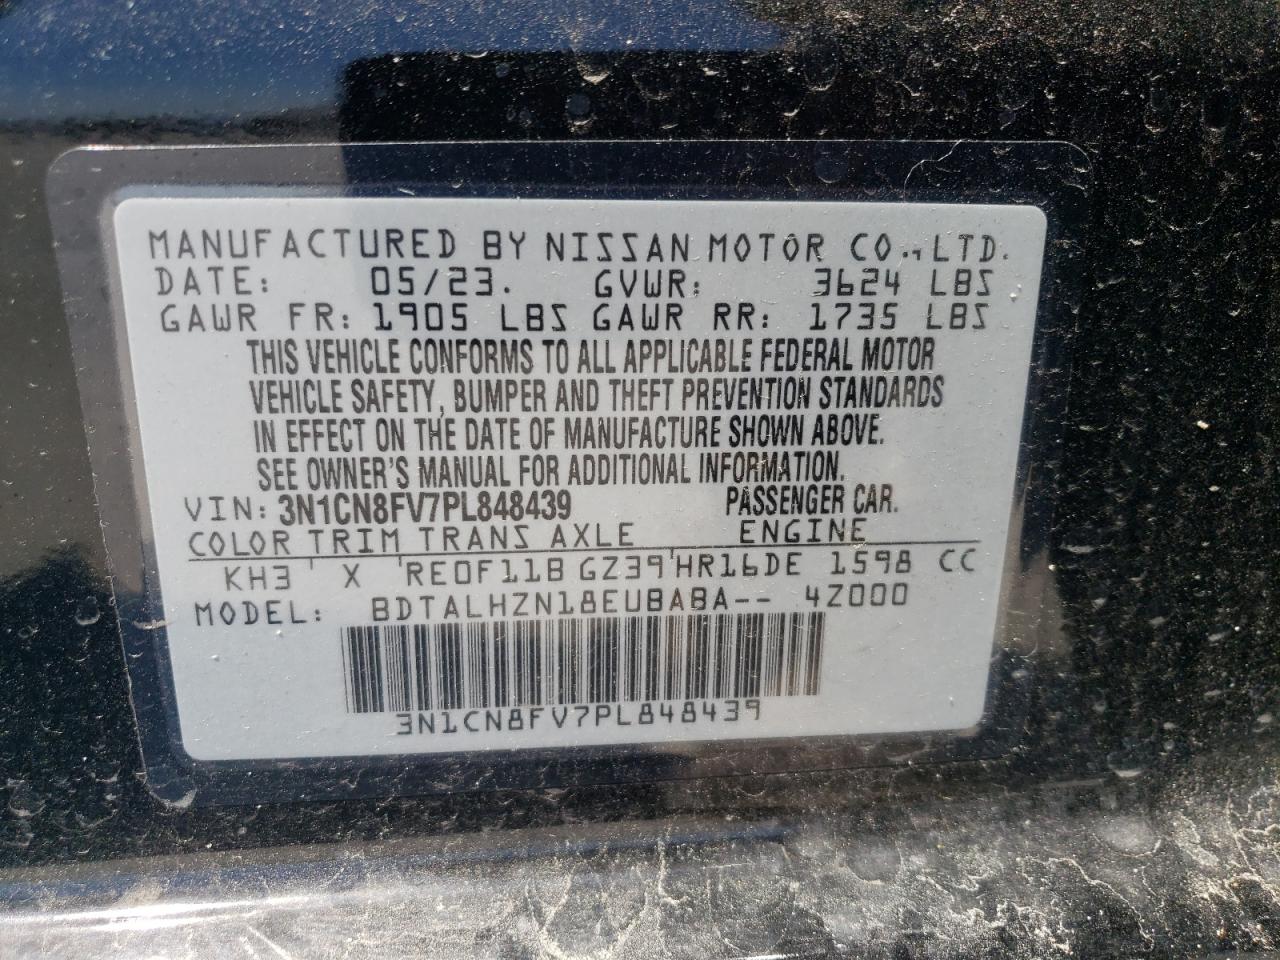 MANUFACTURED BY NISSAN MOTOR CO., LTD.
DATE: 05/23. GVWR: 3624 LBS
GAWR FR: 1905 LBS GAWR RR: 1735 LBS
THIS VEHICLE CONFORMS TO ALL APPLICABLE FEDERAL MOTOR
VEHICLE SAFETY, BUMPER AND THEFT PREVENTION STANDARDS
IN EFFECT ON THE DATE OF MANUFACTURE SHOWN ABOVE.
SEE OWNER'S MANUAL FOR ADDITIONAL INFORMATION.
VIN: 3N1CN8FV7PL848439 PASSENGER CAR.
COLOR TRIM TRANS AXLE ENGINE
KH3 ' X 'RE0F11B GZ39'HR16DE 1598 CC
MODEL: BDTALHZN18EUBABA-- 4Z000
3N1CN8FV7PL848439